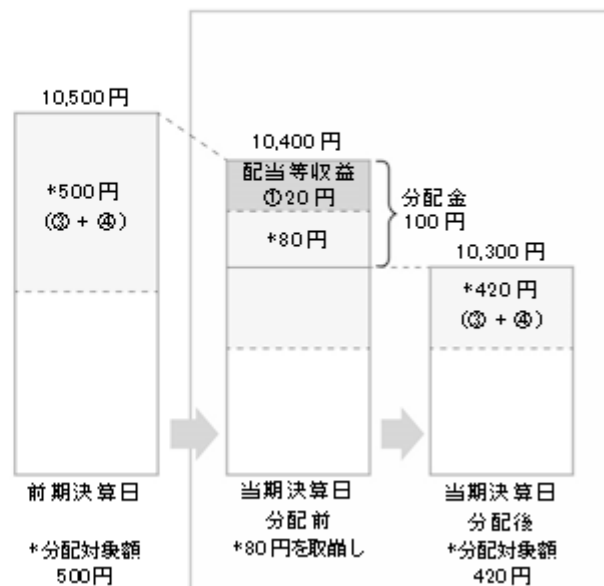 10,500円
*500円
(③+④)
10,400円
配当等収益
①20円
*80円
分配金
100円
10,300円
*420円
(③+④)
前期決算日
*分配対象額
500円
当期決算日
分配前
*80円を取崩し
当期決算日
分配後
*分配対象額
420円